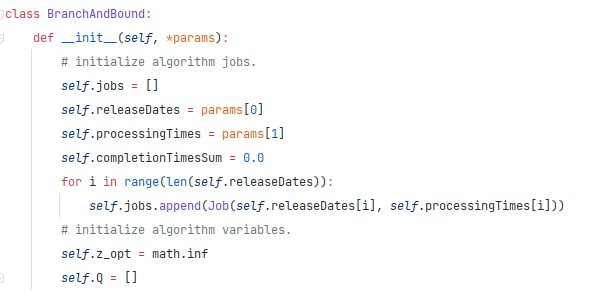 class BranchAndBound:
    def __init__(self, *params):
        # initialize algorithm jobs.
        self.jobs = []
        self.releaseDates = params[0]
        self.processingTimes = params[1]
        self.completionTimesSum = 0.0
        for i in range(len(self.releaseDates)):
            self.jobs.append(Job(self.releaseDates[i], self.processingTimes[i]))
        # initialize algorithm variables.
        self.z_opt = math.inf
        self.Q = []